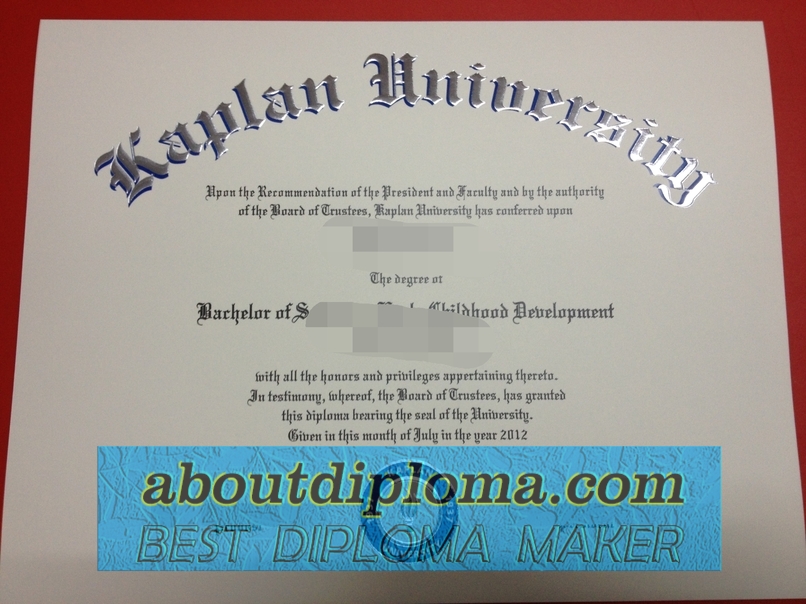 Kaplan University
Upon the Recommendation of the President and Faculty and by the authority
of the Board of Trustees, Kaplan University has conferred upon
The degree of
Bachelor of Childhood Development
with all the honors and privileges appertaining thereto.
In testimony, whereof, the Board of Trustees, has granted
this diploma bearing the seal of the University.
Given in this month of July in the year 2012
aboutdiploma.com
BEST DIPLOMA MAKER